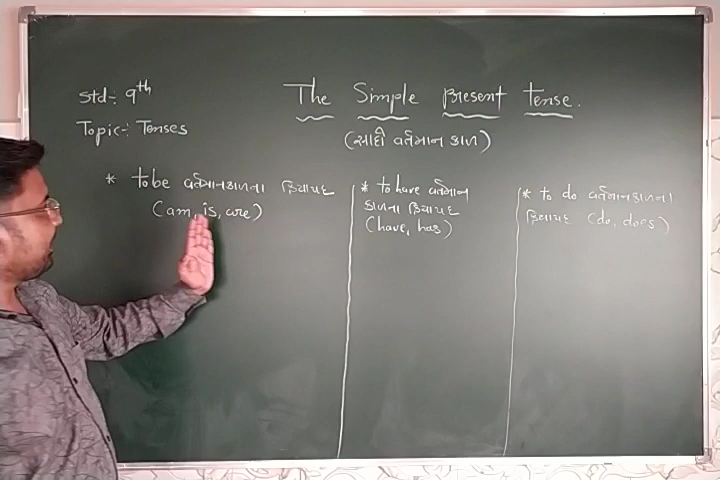 Std:- 9th
The Simple Present Tense.
Topic:- Tenses
(સાદો વર્તમાન કાળ)
* to be વર્તમાનકાળના ક્રિયાપદ
(am, is, are)
* to have વર્તમાન
કાળના ક્રિયાપદ
(have, has)
* to do વર્તમાનકાળના
ક્રિયાપદ (do, does)